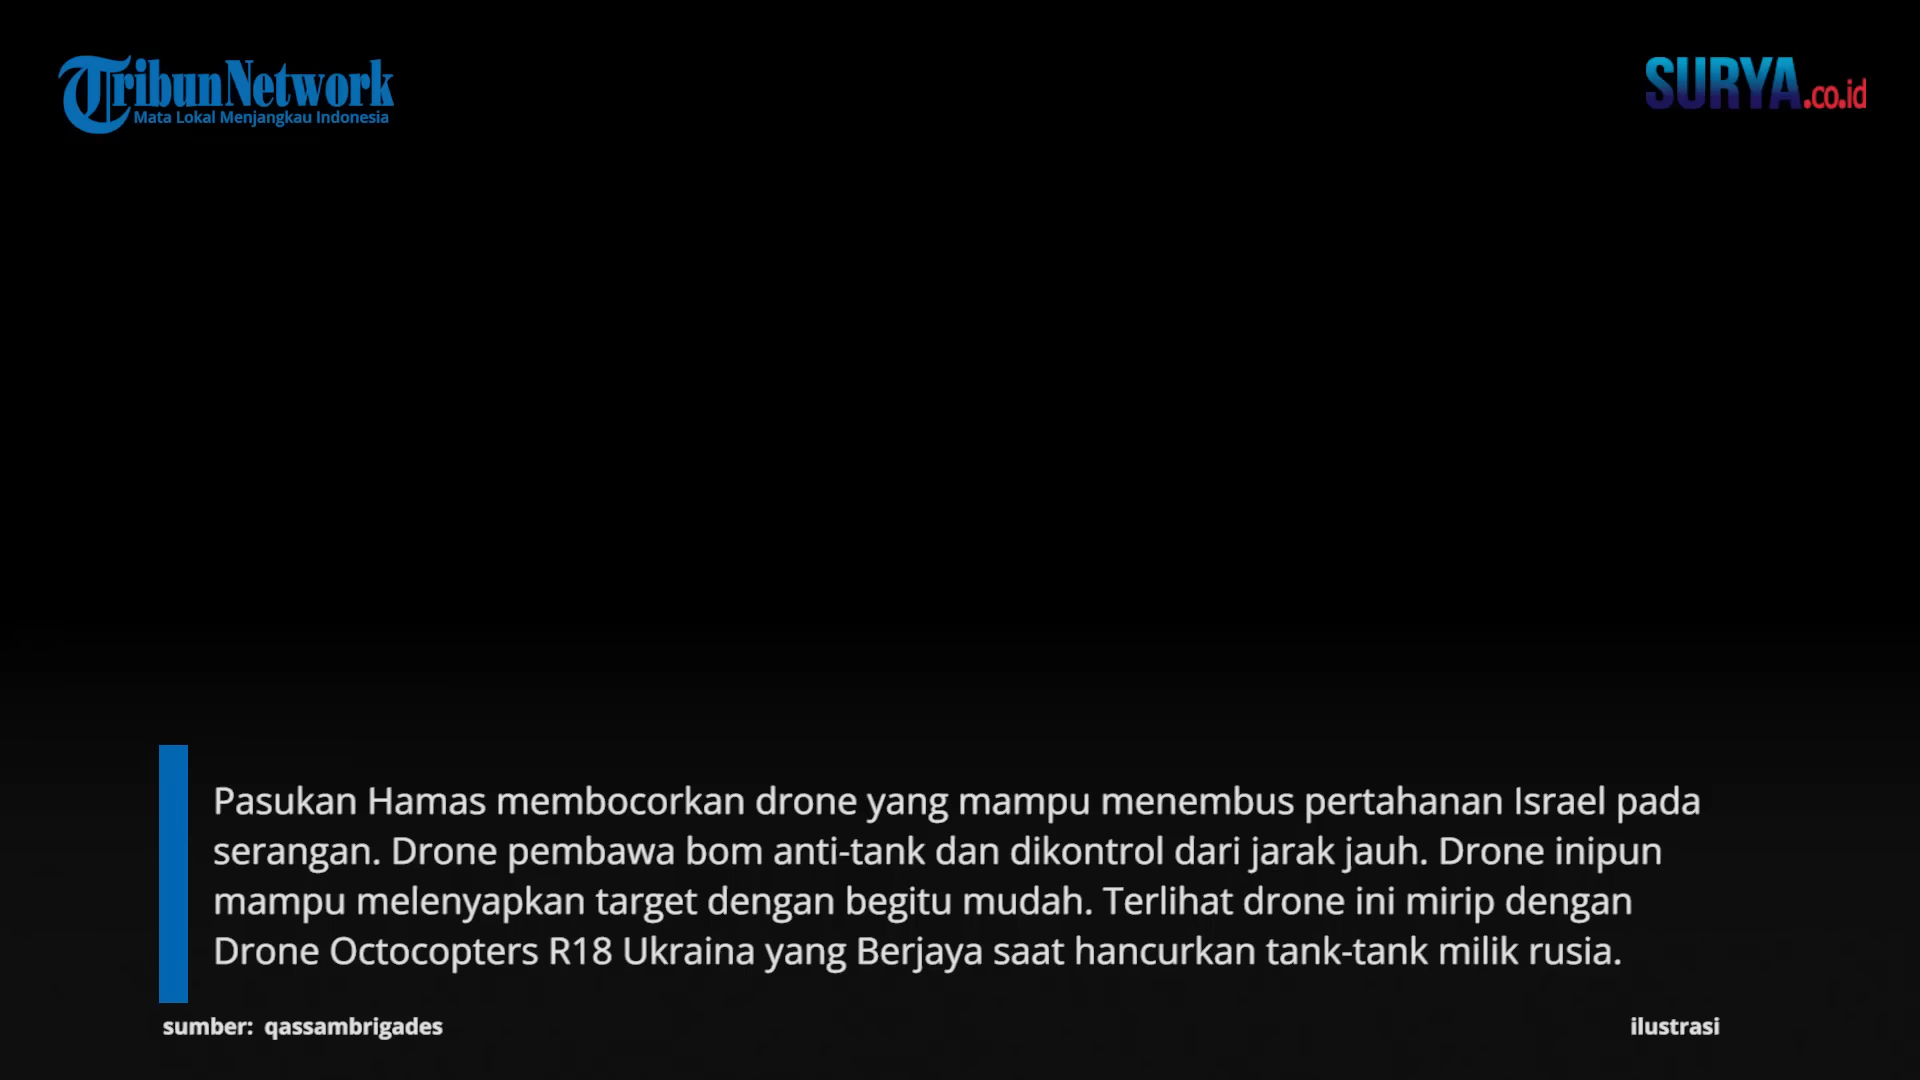 TribunNetwork
Mata Lokal Menjangkau Indonesia
SURYA.co.id
Pasukan Hamas membocorkan drone yang mampu menembus pertahanan Israel pada
serangan. Drone pembawa bom anti-tank dan dikontrol dari jarak jauh. Drone inipun
mampu melenyapkan target dengan begitu mudah. Terlihat drone ini mirip dengan
Drone Octocopters R18 Ukraina yang Berjaya saat hancurkan tank-tank milik rusia.
sumber: qassambrigades
ilustrasi